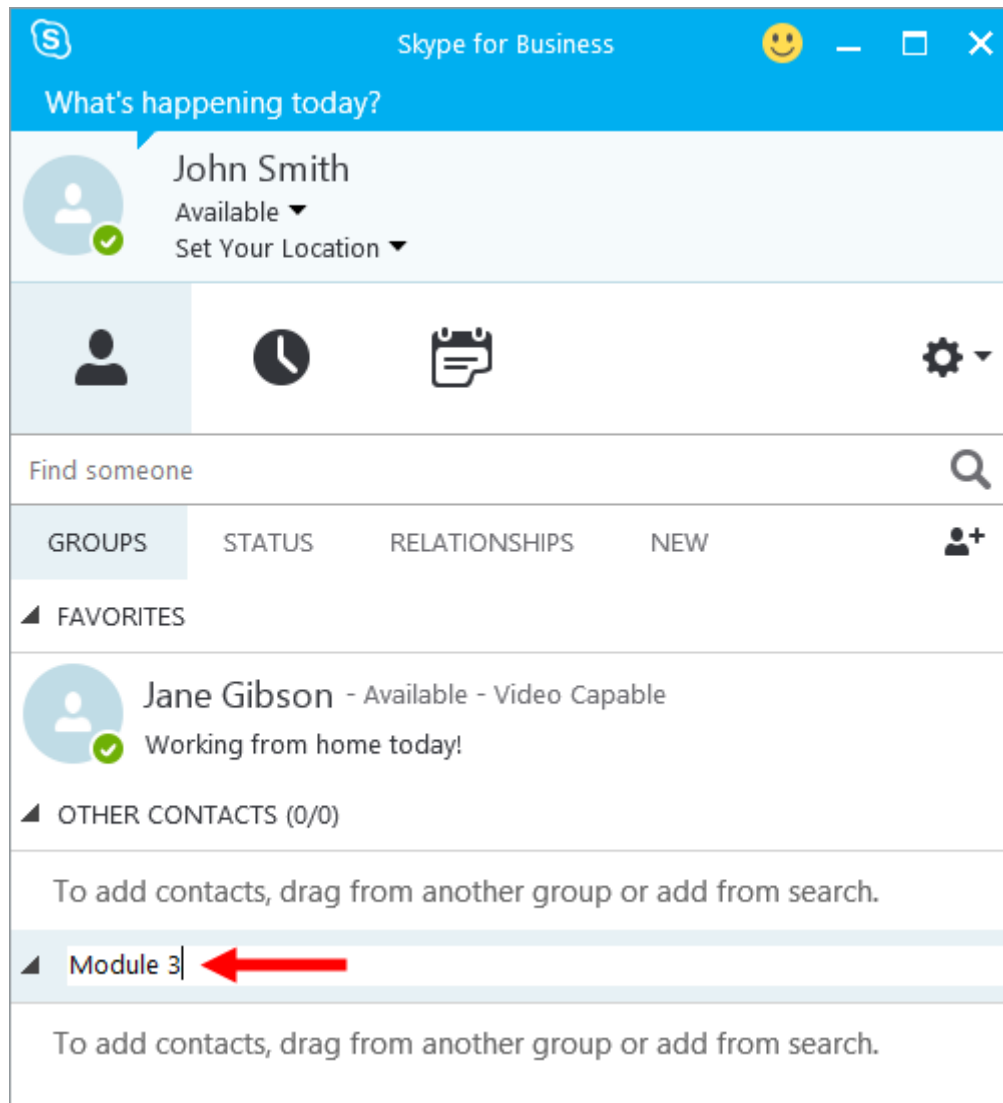 Skype for Business
What's happening today?
John Smith
Available
Set Your Location
Find someone
GROUPS STATUS RELATIONSHIPS NEW
FAVORITES
Jane Gibson - Available - Video Capable
Working from home today!
OTHER CONTACTS (0/0)
To add contacts, drag from another group or add from search.
Module 3
To add contacts, drag from another group or add from search.